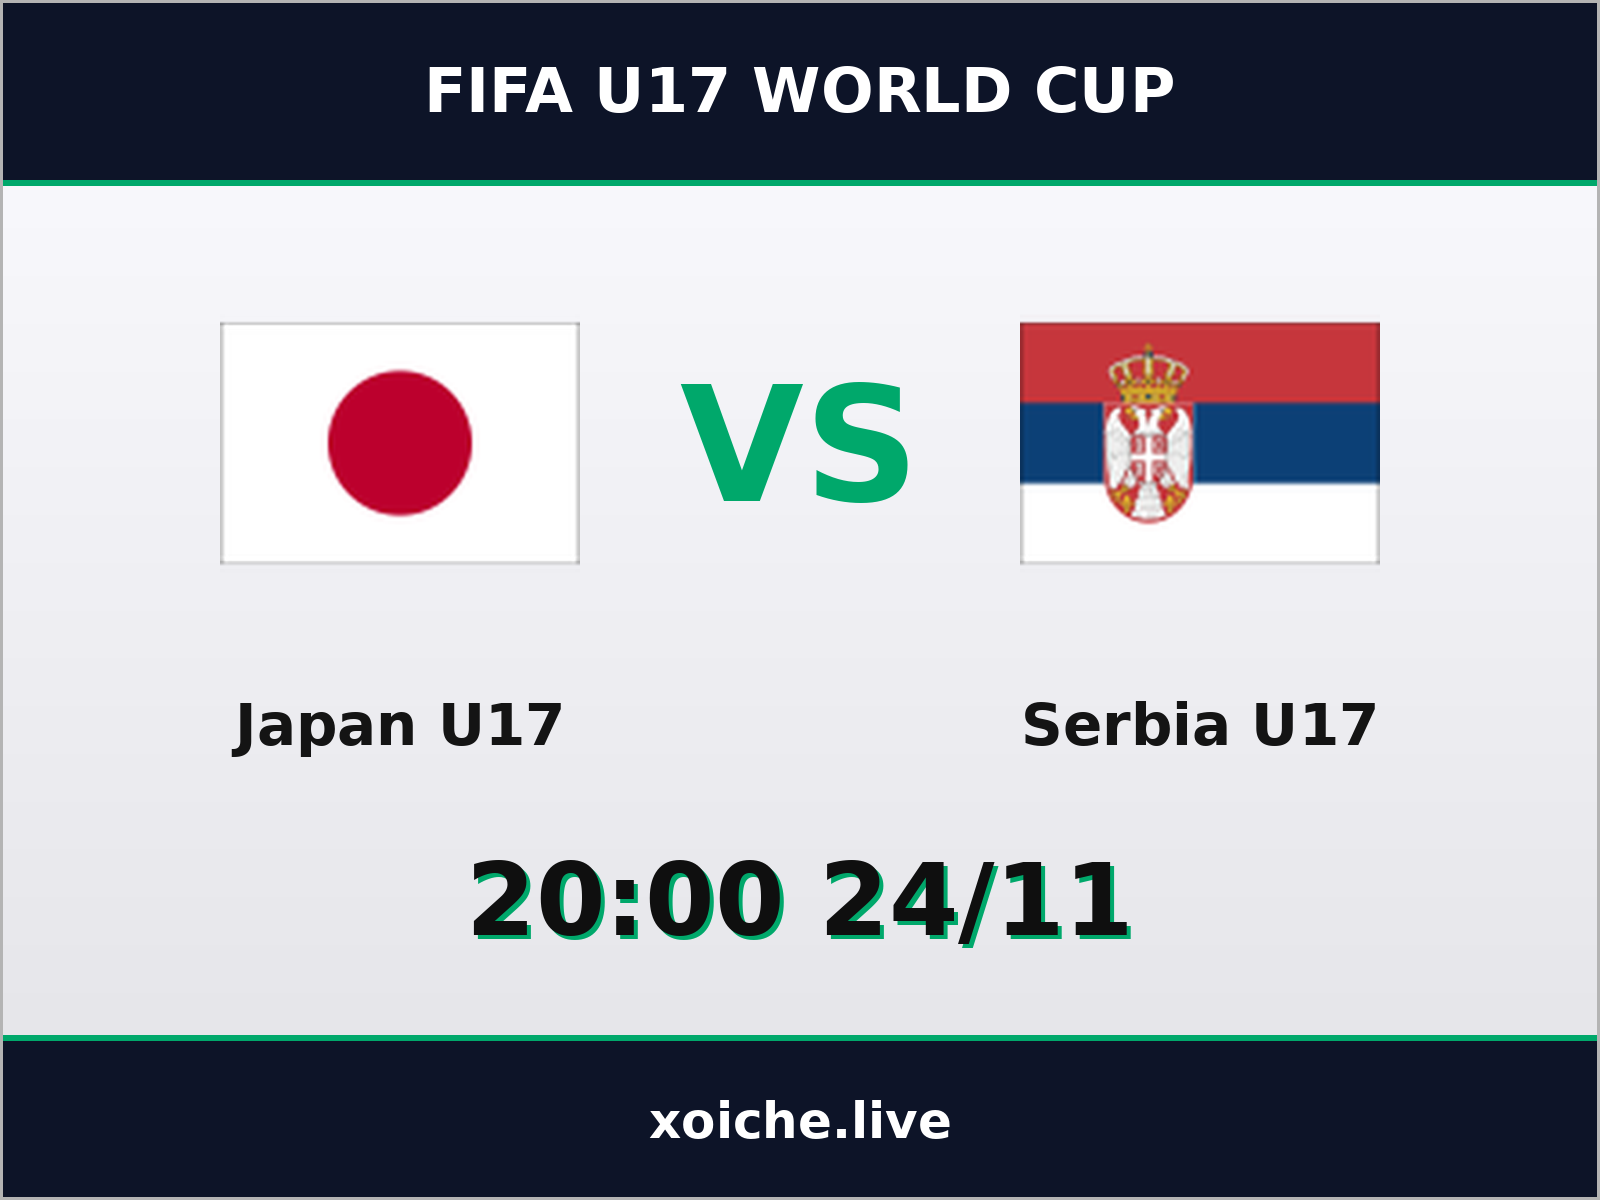 FIFA U17 WORLD CUP
VS
Japan U17
Serbia U17
20:00 24/11
xoiche.live